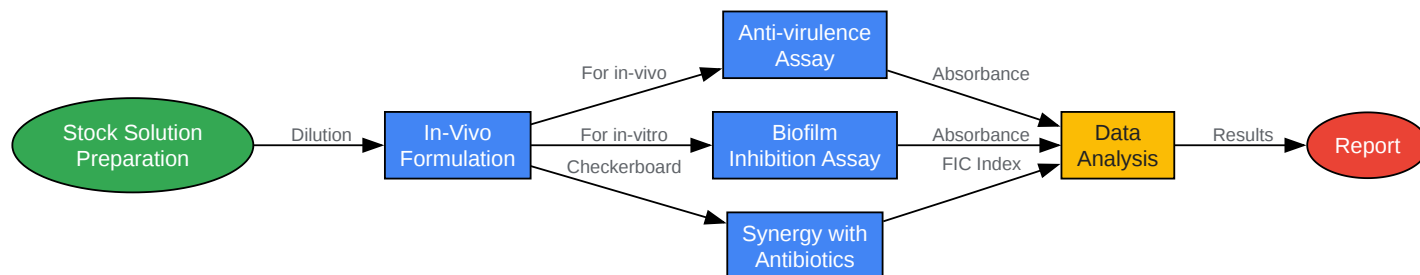 Stock Solution
Preparation
Dilution
In-Vivo
Formulation
For in-vivo
For in-vitro
Checkerboard
Anti-virulence
Assay
Biofilm
Inhibition Assay
Synergy with
Antibiotics
Absorbance
Absorbance
FIC Index
Data
Analysis
Results
Report